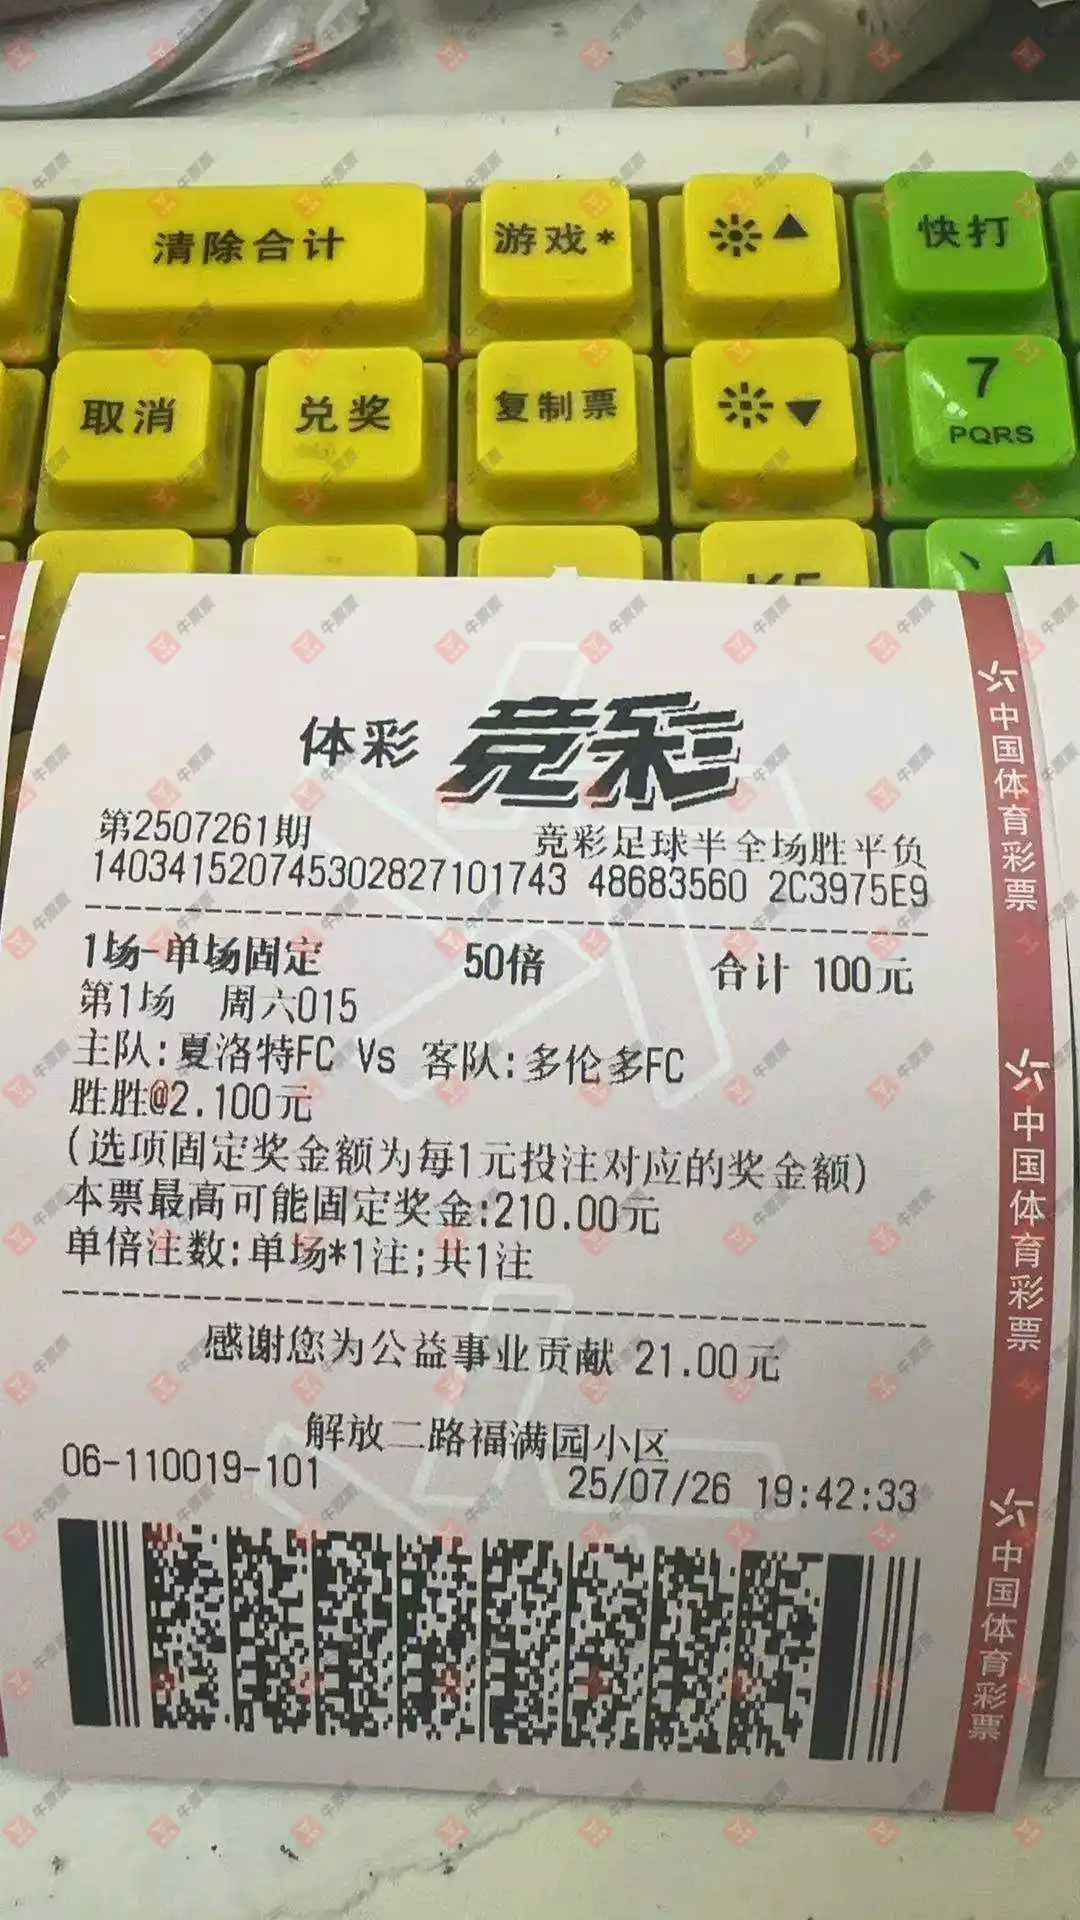 清除合计
游戏*
快打
取消
兑奖
复制票
7
PQRS
体彩 竞彩
第2507261期
竞彩足球半全场胜平负
140341520745302827101743 48683560 2C3975E9
1场-单场固定 50倍 合计 100元
第1场 周六015
主队:夏洛特FC Vs 客队:多伦多FC
胜胜@2.100元
(选项固定奖金额为每1元投注对应的奖金额)
本票最高可能固定奖金:210.00元
单倍注数:单场*1注;共1注
感谢您为公益事业贡献 21.00元
解放二路福满园小区
06-110019-101
25/07/26 19:42:33
中国体育彩票
中国体育彩票
中国体育彩票
牛票票